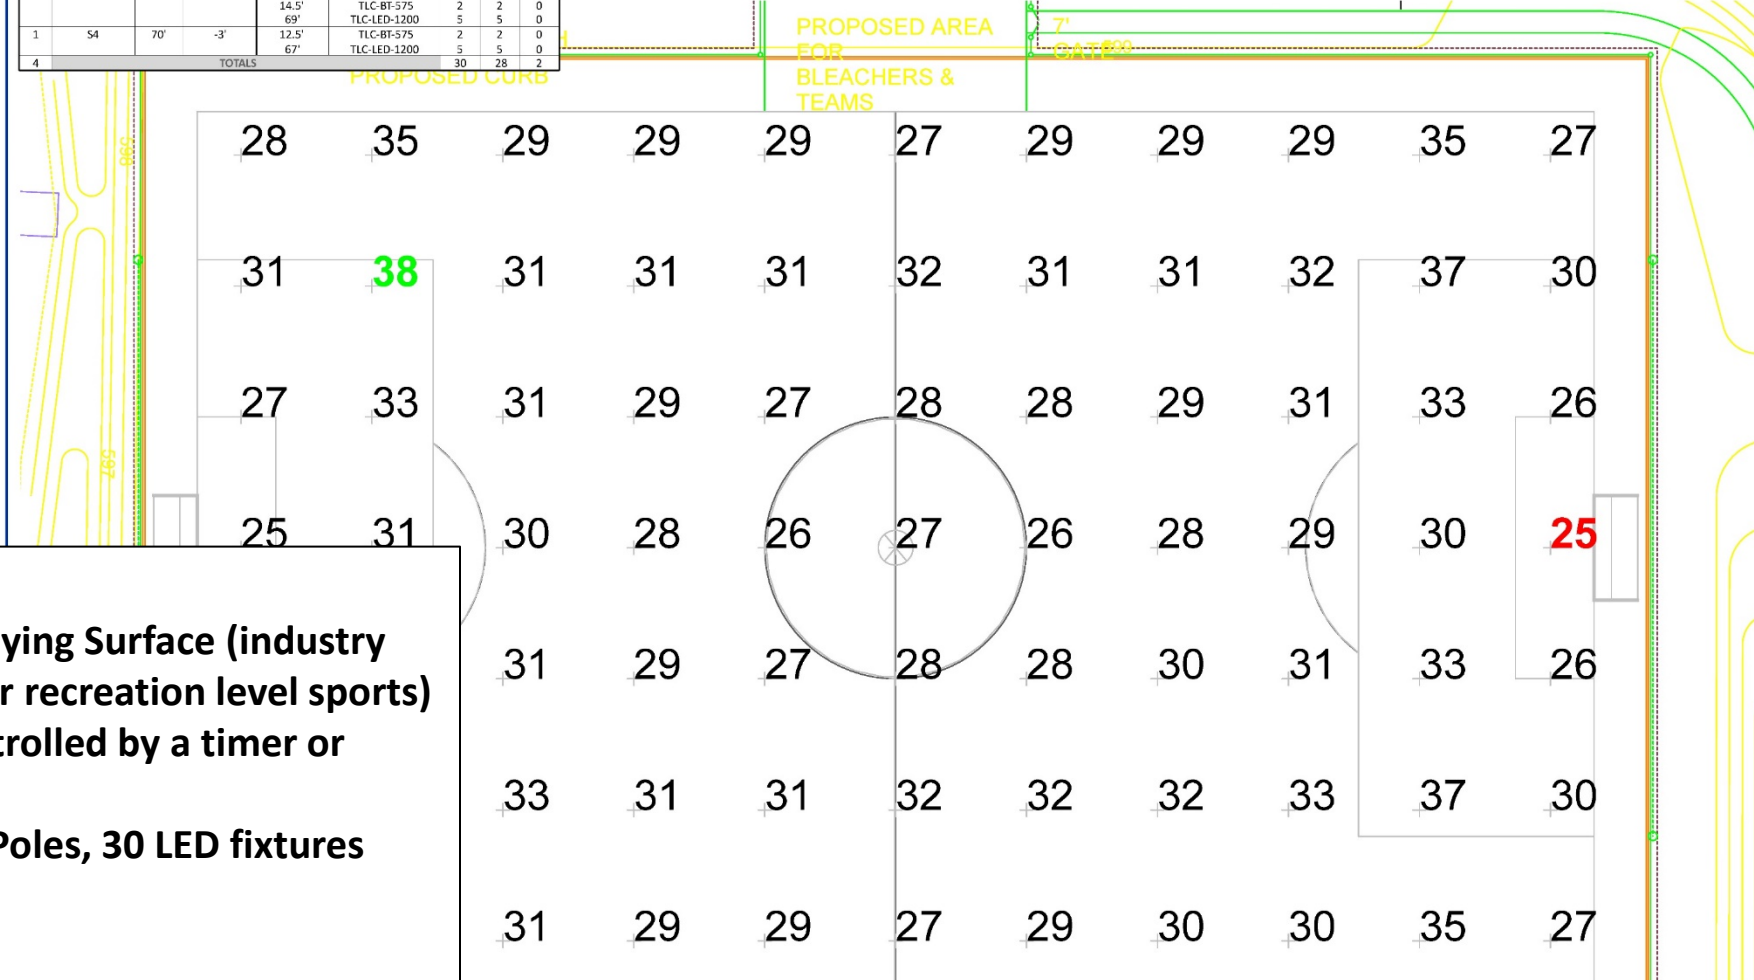 14.5' TLC-BT-575 2 2 0
69' TLC-LED-1200 5 5 0
1 S4 70' -3' 12.5' TLC-BT-575 2 2 0
67' TLC-LED-1200 5 5 0
4 TOTALS 30 28 2
PROPOSED CURB
PROPOSED AREA
FOR
BLEACHERS &
TEAMS
7'
GATE
598
597
28 35 29 29 29 27 29 29 29 35 27
31 38 31 31 31 32 31 31 32 37 30
27 33 31 29 27 28 28 29 31 33 26
25 31 30 28 26 27 26 28 29 30 25
31 29 27 28 28 30 31 33 26
33 31 31 32 32 32 33 37 30
31 29 29 27 29 30 30 35 27
ying Surface (industry
r recreation level sports)
trolled by a timer or
Poles, 30 LED fixtures